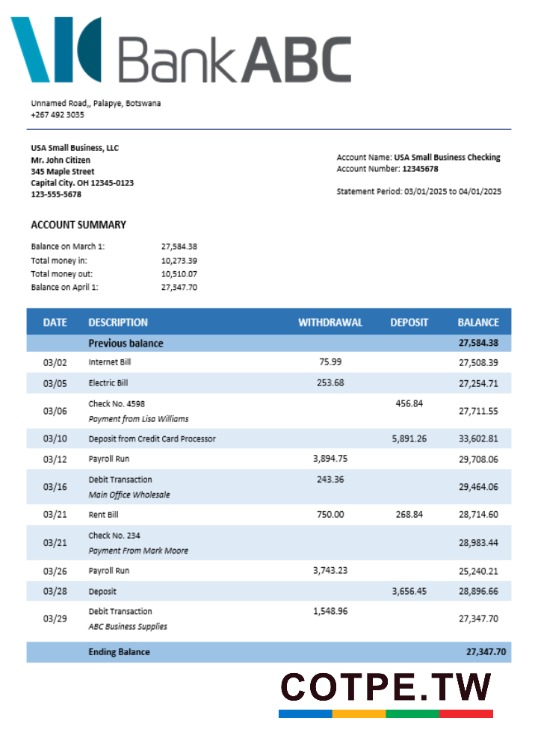 BankABC
Unnamed Road,, Palapye, Botswana
+267 492 3035
USA Small Business, LLC
Mr. John Citizen
345 Maple Street
Capital City. OH 12345-0123
123-555-5678
Account Name: USA Small Business Checking
Account Number: 12345678
Statement Period: 03/01/2025 to 04/01/2025
ACCOUNT SUMMARY
Balance on March 1: 27,584.38
Total money in: 10,273.39
Total money out: 10,510.07
Balance on April 1: 27,347.70
DATE DESCRIPTION WITHDRAWAL DEPOSIT BALANCE
Previous balance 27,584.38
03/02 Internet Bill 75.99 27,508.39
03/05 Electric Bill 253.68 27,254.71
03/06 Check No. 4598 456.84 27,711.55
Payment from Lisa Williams
03/10 Deposit from Credit Card Processor 5,891.26 33,602.81
03/12 Payroll Run 3,894.75 29,708.06
03/16 Debit Transaction 243.36 29,464.06
Main Office Wholesale
03/21 Rent Bill 750.00 268.84 28,714.60
03/21 Check No. 234 28,983.44
Payment From Mark Moore
03/26 Payroll Run 3,743.23 25,240.21
03/28 Deposit 3,656.45 28,896.66
03/29 Debit Transaction 1,548.96 27,347.70
ABC Business Supplies
Ending Balance 27,347.70
COTPE.TW